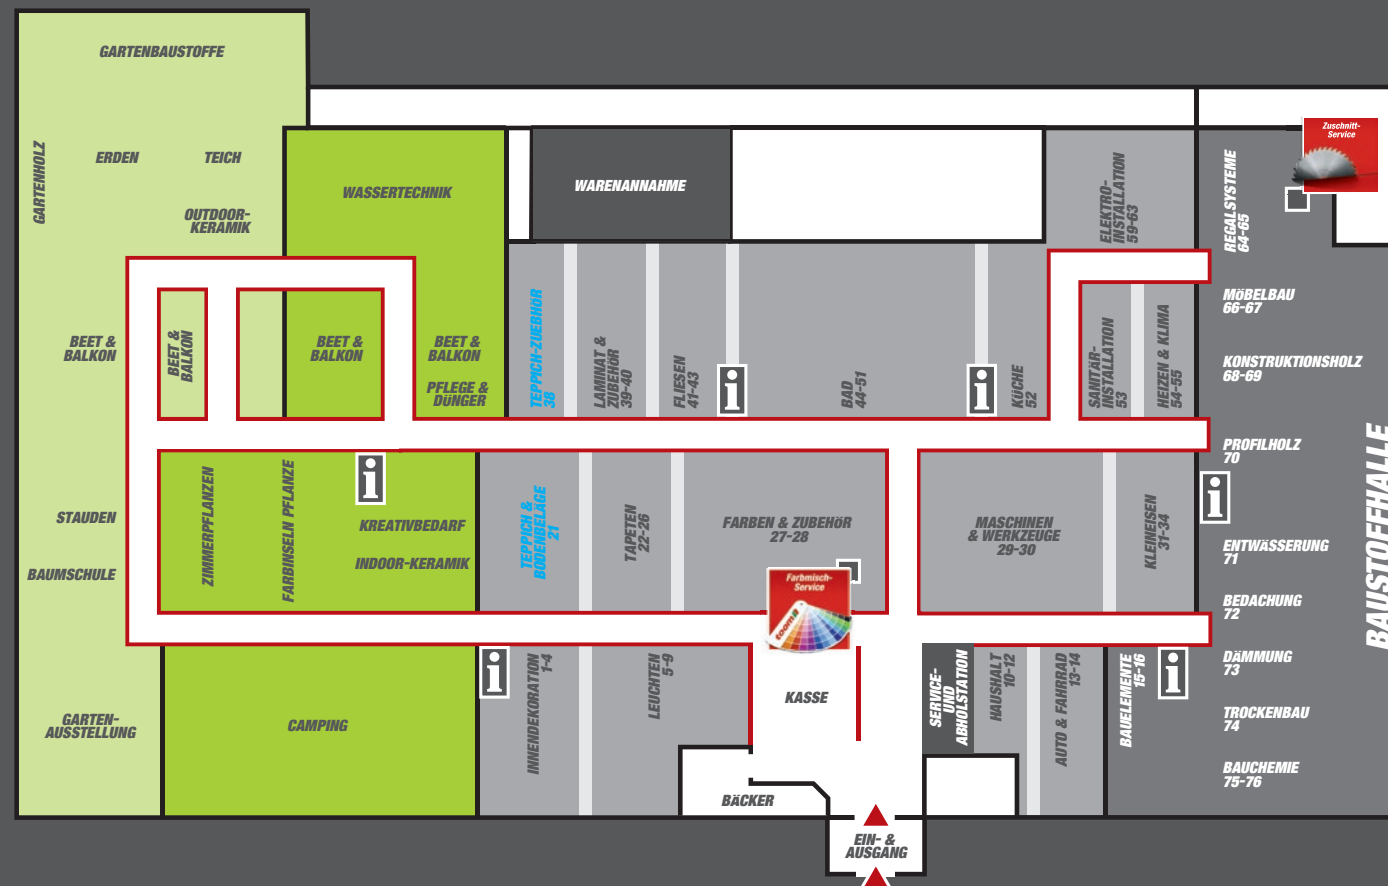 GARTENBAUSTOFFE
GARTENHOLZ
ERDEN
TEICH
OUTDOOR-
KERAMIK
WASSERTECHNIK
WARENANNAHME
ELEKTRO-
INSTALLATION
59-63
REGALSYSTEME
64-65
Zuschnitt-
Service
BEET &
BALKON
BEET &
BALKON
BEET &
BALKON
BEET &
BALKON
PFLEGE &
DÜNGER
TEPPICH-ZUEBHÖR
38
LAMINAT &
ZUBEHÖR
39-40
FLIESEN
41-43
i
BAD
44-51
i
KÜCHE
52
SANITÄR-
INSTALLATION
53
HEIZEN & KLIMA
54-55
MÖBELBAU
66-67
KONSTRUKTIONSHOLZ
68-69
PROFILHOLZ
70
BAUSTOFFHALLE
STAUDEN
BAUMSCHULE
ZIMMERPFLANZEN
FARBINSELN PFLANZE
i
KREATIVBEDARF
INDOOR-KERAMIK
TEPPICH &
BODENBELÄGE
21
TAPETEN
22-26
FARBEN & ZUBEHÖR
27-28
Farbmisch-
Service
toom
MASCHINEN
& WERKZEUGE
29-30
KLEINEISEN
31-34
i
ENTWÄSSERUNG
71
BEDACHUNG
72
DÄMMUNG
73
TROCKENBAU
74
BAUCHEMIE
75-76
GARTEN-
AUSSTELLUNG
CAMPING
i
INNENDEKORATION
1-4
LEUCHTEN
5-9
KASSE
BÄCKER
SERVICE-
UND
ABHOLSTATION
HAUSHALT
10-12
AUTO & FAHRRAD
13-14
BAUELEMENTE
15-16
i
EIN- &
AUSGANG